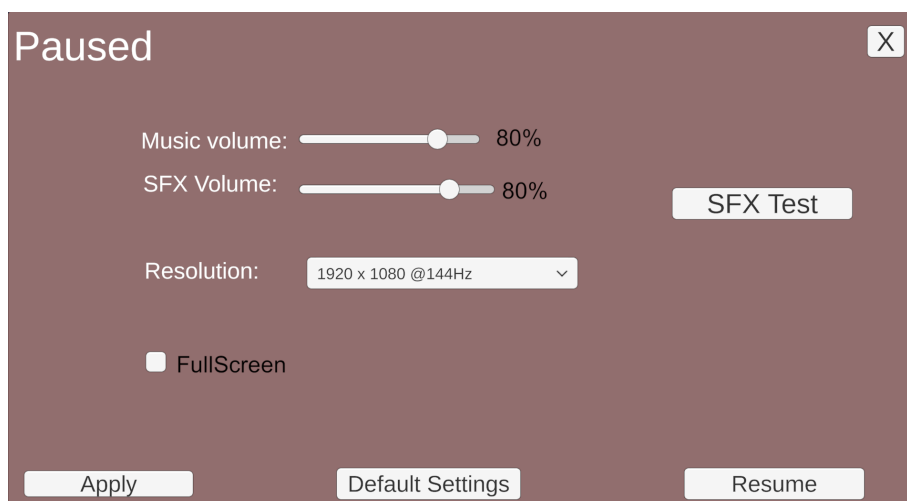 Paused
X
Music volume: 80%
SFX Volume: 80%
SFX Test
Resolution: 1920 x 1080 @144Hz
FullScreen
Apply Default Settings Resume